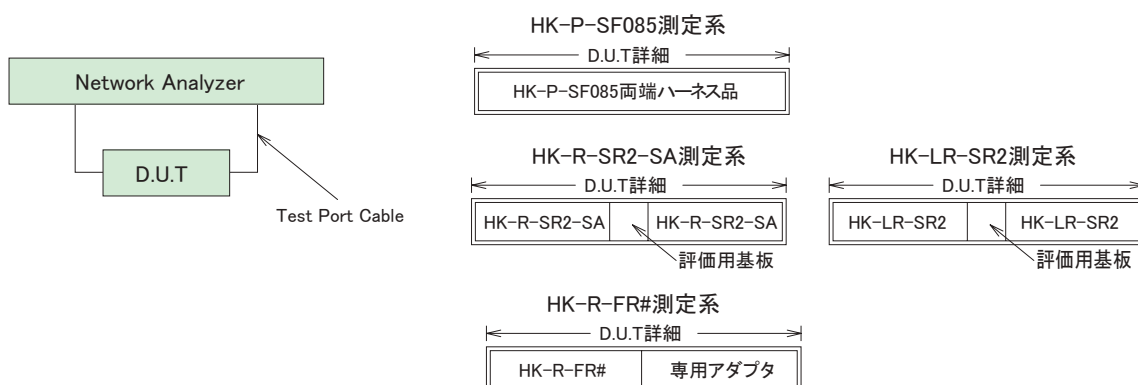 Network Analyzer
D.U.T
Test Port Cable
HK-P-SF085測定系
D.U.T詳細
HK-P-SF085両端ハーネス品
HK-R-SR2-SA測定系
D.U.T詳細
HK-R-SR2-SA HK-R-SR2-SA
評価用基板
HK-LR-SR2測定系
D.U.T詳細
HK-LR-SR2 HK-LR-SR2
評価用基板
HK-R-FR#測定系
D.U.T詳細
HK-R-FR# 専用アダプタ